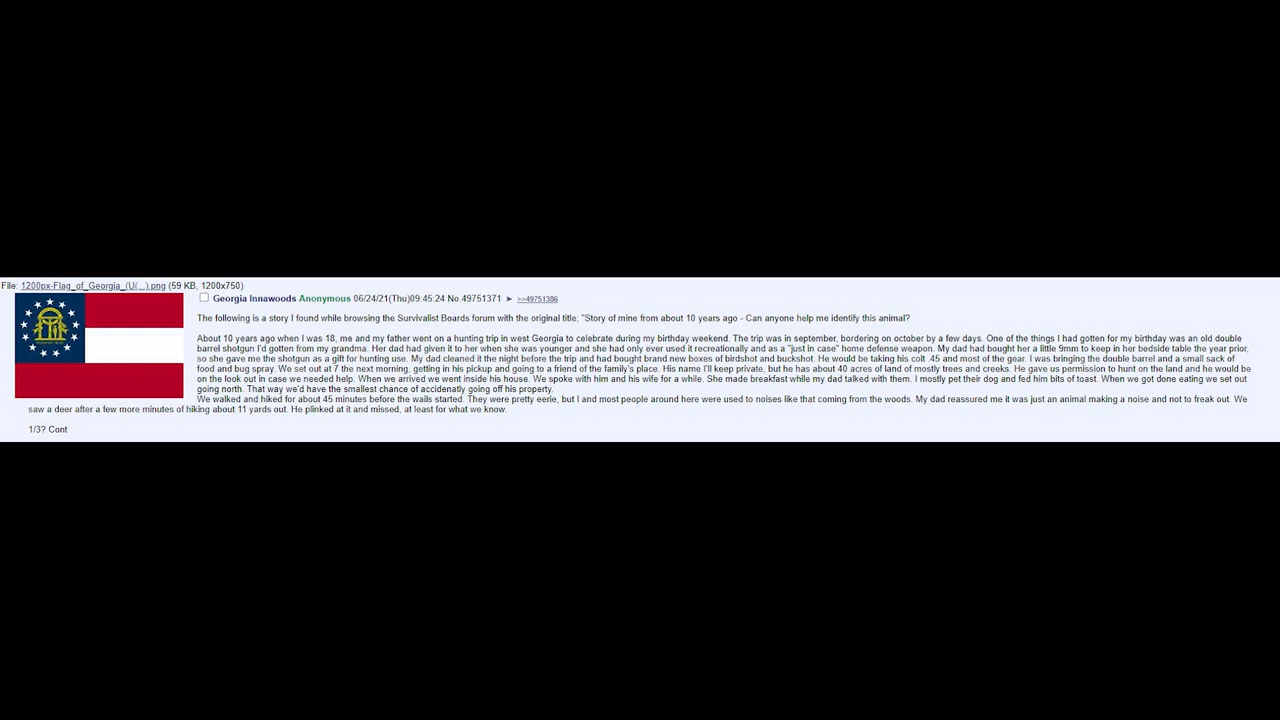 File: 1200px-Flag_of_Georgia_(U(...).png (59 KB, 1200x750)
Georgia Innawoods Anonymous 06/24/21(Thu)09:45:24 No.49751371 ► >>49751386
The following is a story I found while browsing the Survivalist Boards forum with the original title; "Story of mine from about 10 years ago - Can anyone help me identify this animal?
About 10 years ago when I was 18, me and my father went on a hunting trip in west Georgia to celebrate during my birthday weekend. The trip was in september, bordering on october by a few days. One of the things I had gotten for my birthday was an old double
barrel shotgun I'd gotten from my grandma. Her dad had given it to her when she was younger and she had only ever used it recreationally and as a "just in case" home defense weapon. My dad had bought her a little 9mm to keep in her bedside table the year prior,
so she gave me the shotgun as a gift for hunting use. My dad cleaned it the night before the trip and had bought brand new boxes of birdshot and buckshot. He would be taking his colt .45 and most of the gear. I was bringing the double barrel and a small sack of
food and bug spray. We set out at 7 the next morning, getting in his pickup and going to a friend of the family's place. His name I'll keep private, but he has about 40 acres of land of mostly trees and creeks. He gave us permission to hunt on the land and he would be
on the look out in case we needed help. When we arrived we went inside his house. We spoke with him and his wife for a while. She made breakfast while my dad talked with them. I mostly pet their dog and fed him bits of toast. When we got done eating we set out
going north. That way we'd have the smallest chance of accidenatly going off his property.
We walked and hiked for about 45 minutes before the wails started. They were pretty eerie, but I and most people around here were used to noises like that coming from the woods. My dad reassured me it was just an animal making a noise and not to freak out. We
saw a deer after a few more minutes of hiking about 11 yards out. He plinked at it and missed, at least for what we know.
1/3? Cont